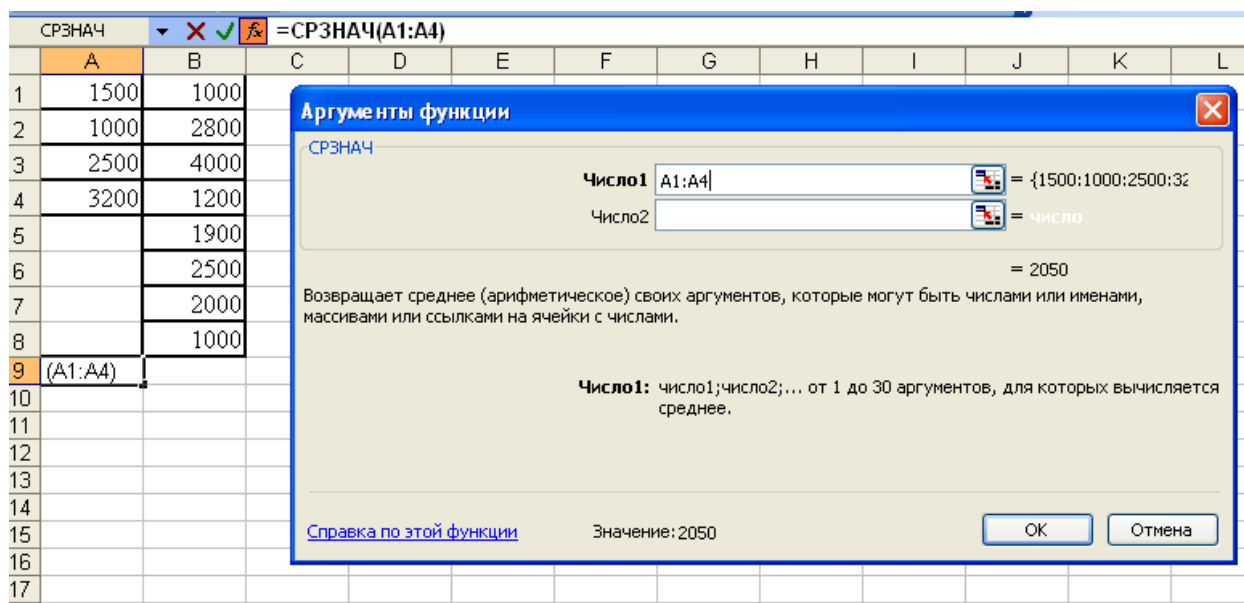 СРЗНАЧ =СРЗНАЧ(A1:A4)
A B C D E F G H I J K L
1 1500 1000
2 1000 2800
3 2500 4000
4 3200 1200
5 1900
6 2500
7 2000
8 1000
9 (A1:A4)
10
11
12
13
14
15
16
17
Аргументы функции
СРЗНАЧ
Число1 A1:A4 = {1500:1000:2500:32
Число2 = число
= 2050
Возвращает среднее (арифметическое) своих аргументов, которые могут быть числами или именами,
массивами или ссылками на ячейки с числами.
Число1: число1;число2;... от 1 до 30 аргументов, для которых вычисляется
среднее.
Справка по этой функции Значение: 2050 ОК Отмена